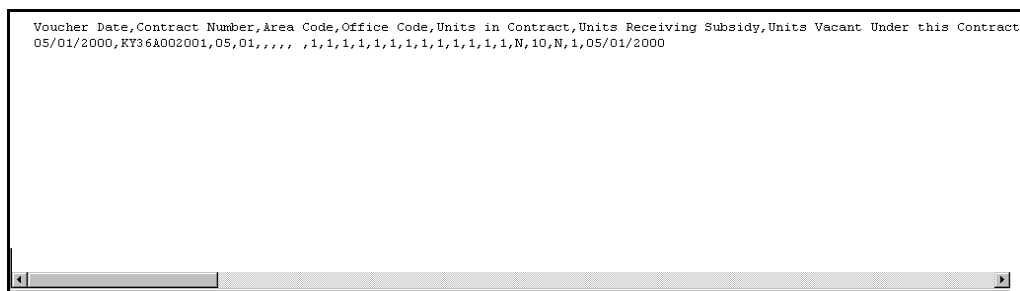 Voucher Date,Contract Number,Area Code,Office Code,Units in Contract,Units Receiving Subsidy,Units Vacant Under this Contract
05/01/2000,KY36A002001,05,01,,,,, ,1,1,1,1,1,1,1,1,1,1,1,1,1,N,10,N,1,05/01/2000